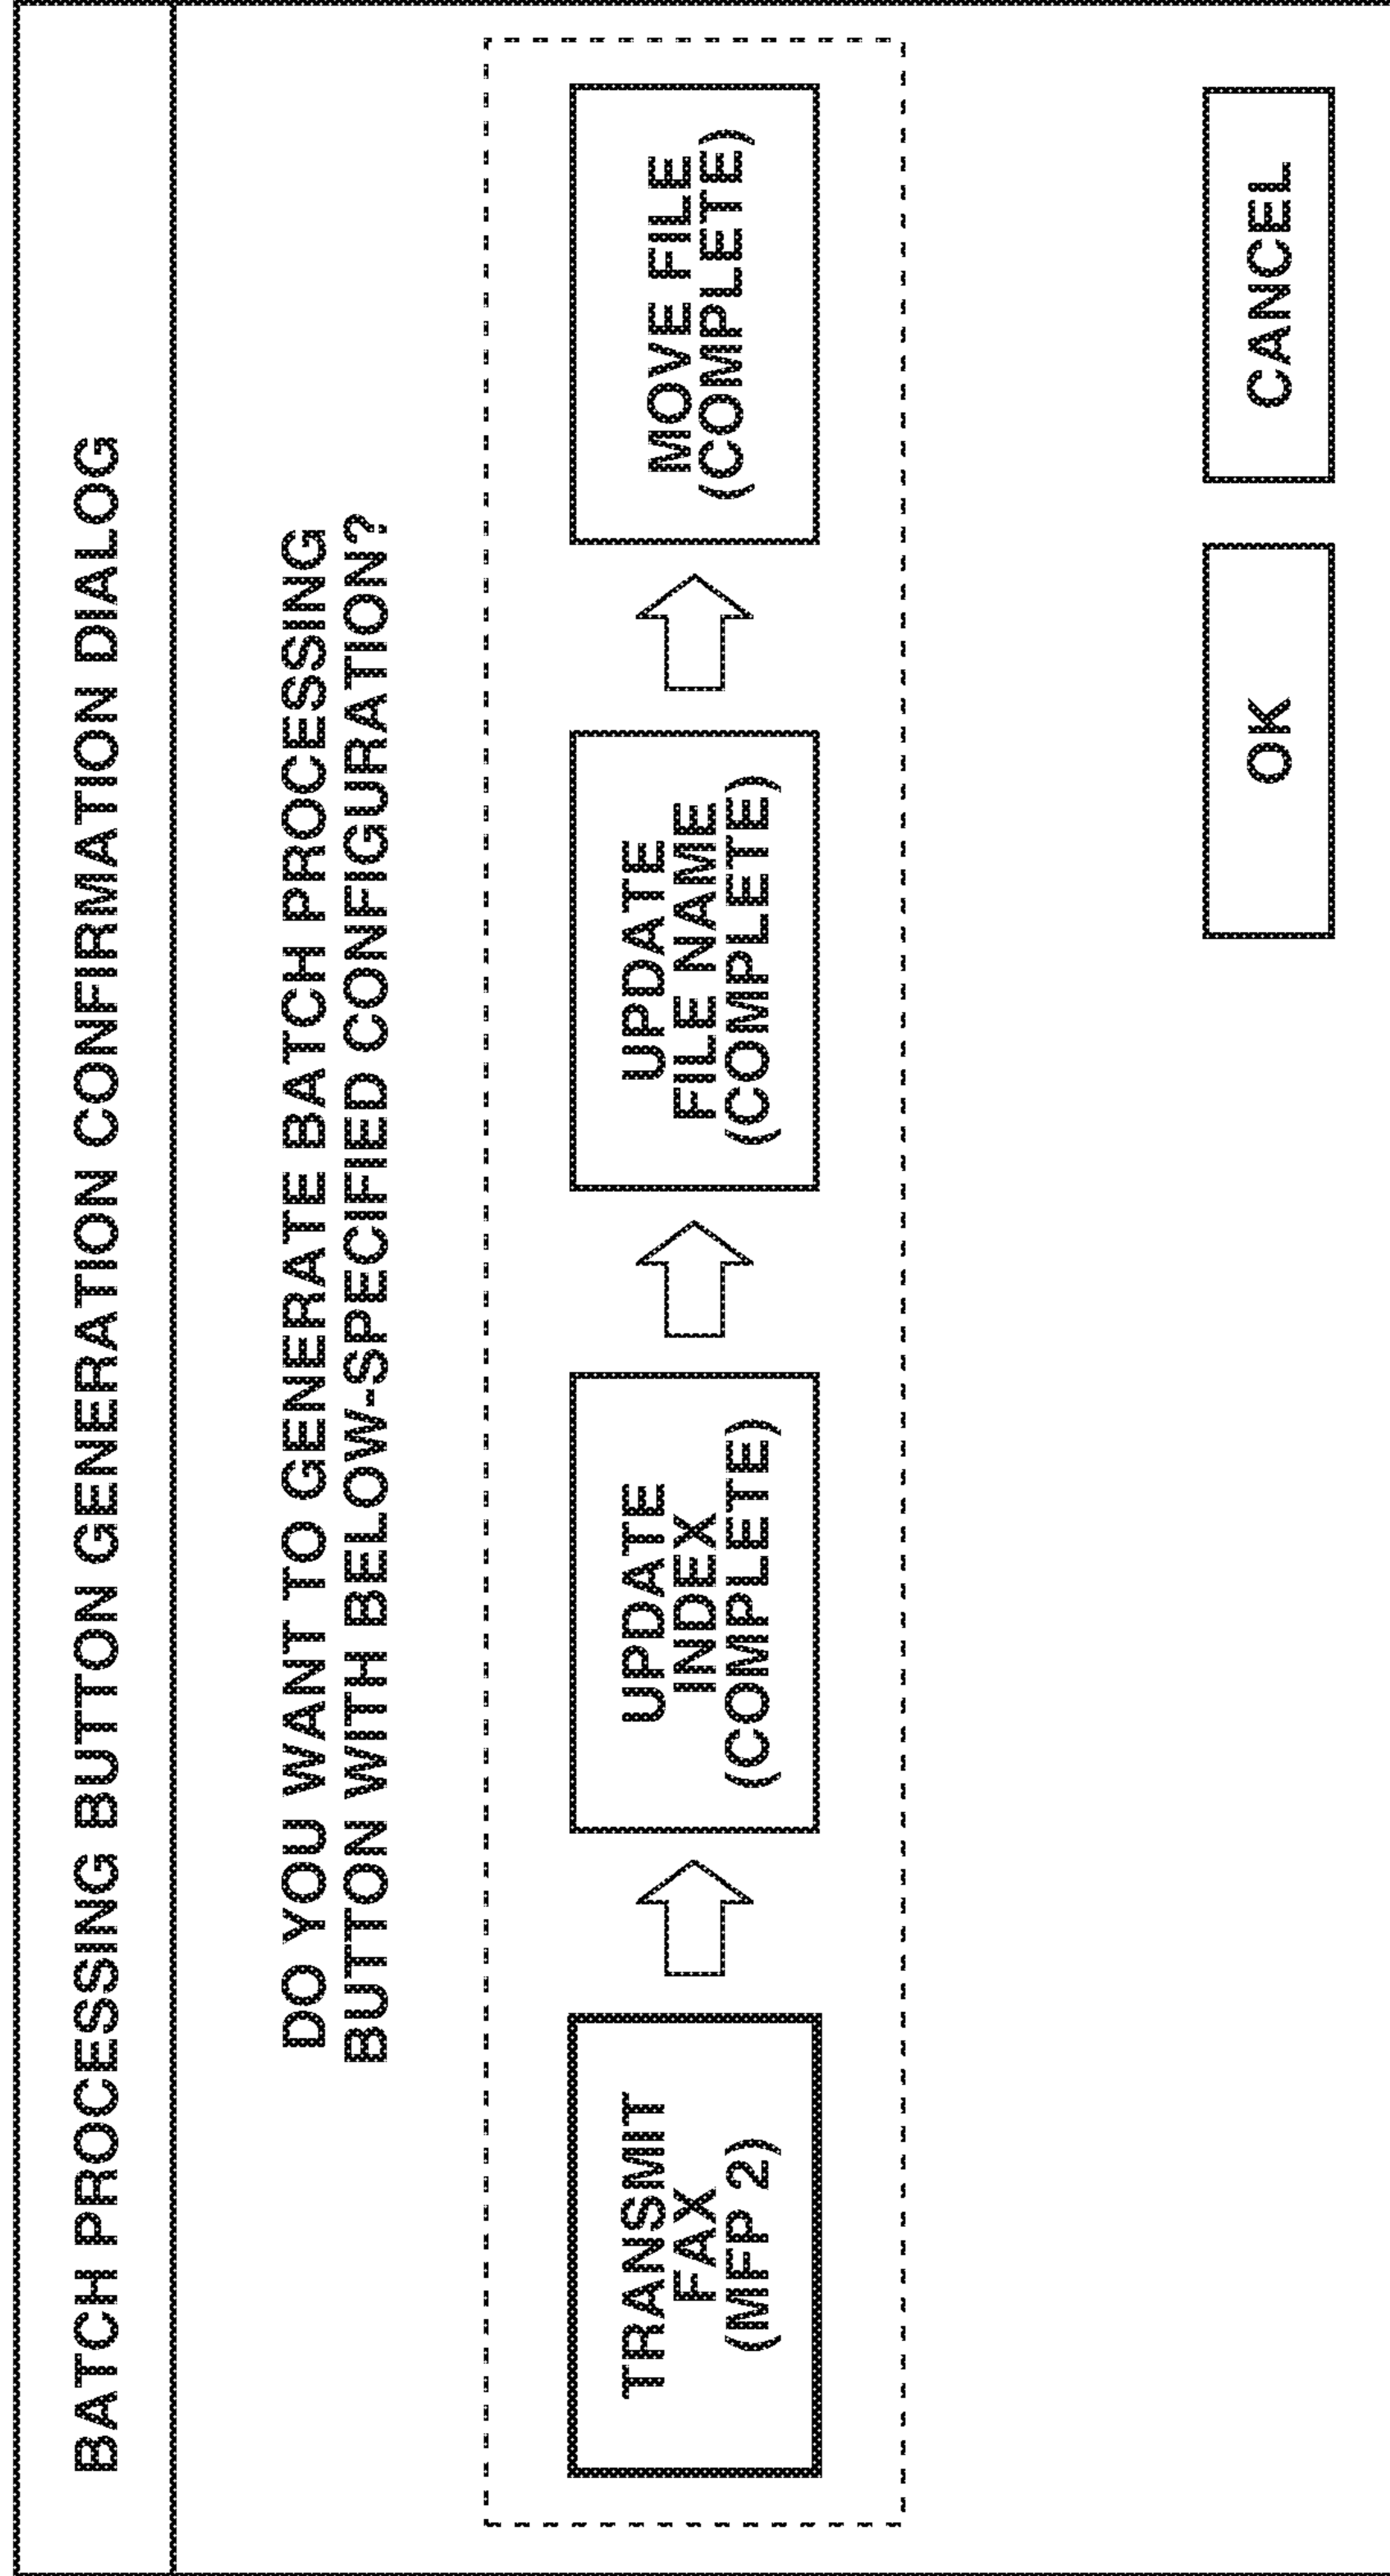 BATCH PROCESSING BUTTON GENERATION CONFIRMATION DIALOG
DO YOU WANT TO GENERATE BATCH PROCESSING
BUTTON WITH BELOW-SPECIFIED CONFIGURATION?
TRANSMIT
FAX
(MFP 2)
UPDATE
INDEX
(COMPLETE)
UPDATE
FILE NAME
(COMPLETE)
MOVE FILE
(COMPLETE)
OK
CANCEL